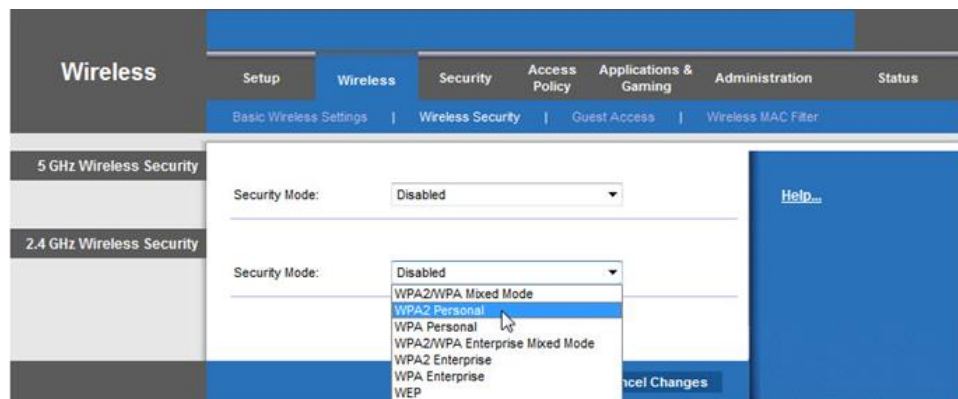 Wireless
Setup Wireless Security Access Policy Applications & Gaming Administration Status
Basic Wireless Settings | Wireless Security | Guest Access | Wireless MAC Filter
5 GHz Wireless Security
Security Mode: Disabled
Help...
2.4 GHz Wireless Security
Security Mode: Disabled
WPA2/WPA Mixed Mode
WPA2 Personal
WPA Personal
WPA2/WPA Enterprise Mixed Mode
WPA2 Enterprise
WPA Enterprise
ncel Changes
WEP